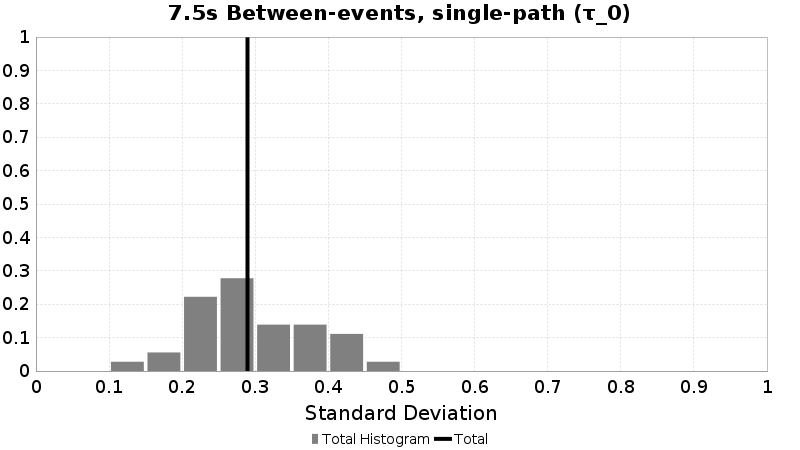 7.5s Between-events, single-path (τ_0)
1
0.9
0.8
0.7
0.6
0.5
0.4
0.3
0.2
0.1
0
0 0.1 0.2 0.3 0.4 0.5 0.6 0.7 0.8 0.9 1
Standard Deviation
Total Histogram Total